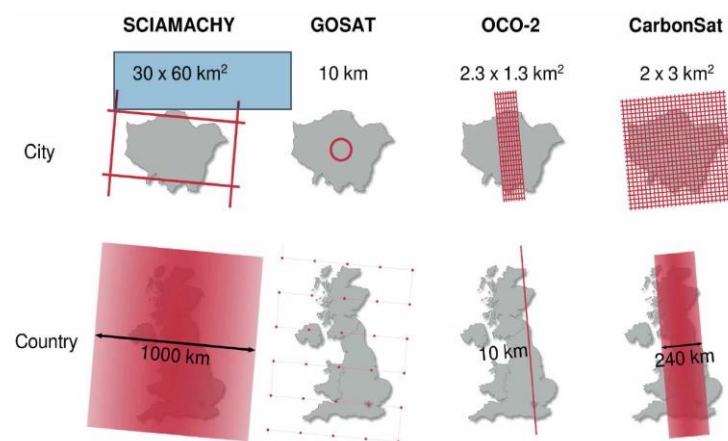 SCIAMACHY GOSAT OCO-2 CarbonSat
30 x 60 km² 10 km 2.3 x 1.3 km² 2 x 3 km²
City
Country
1000 km 10 km 240 km